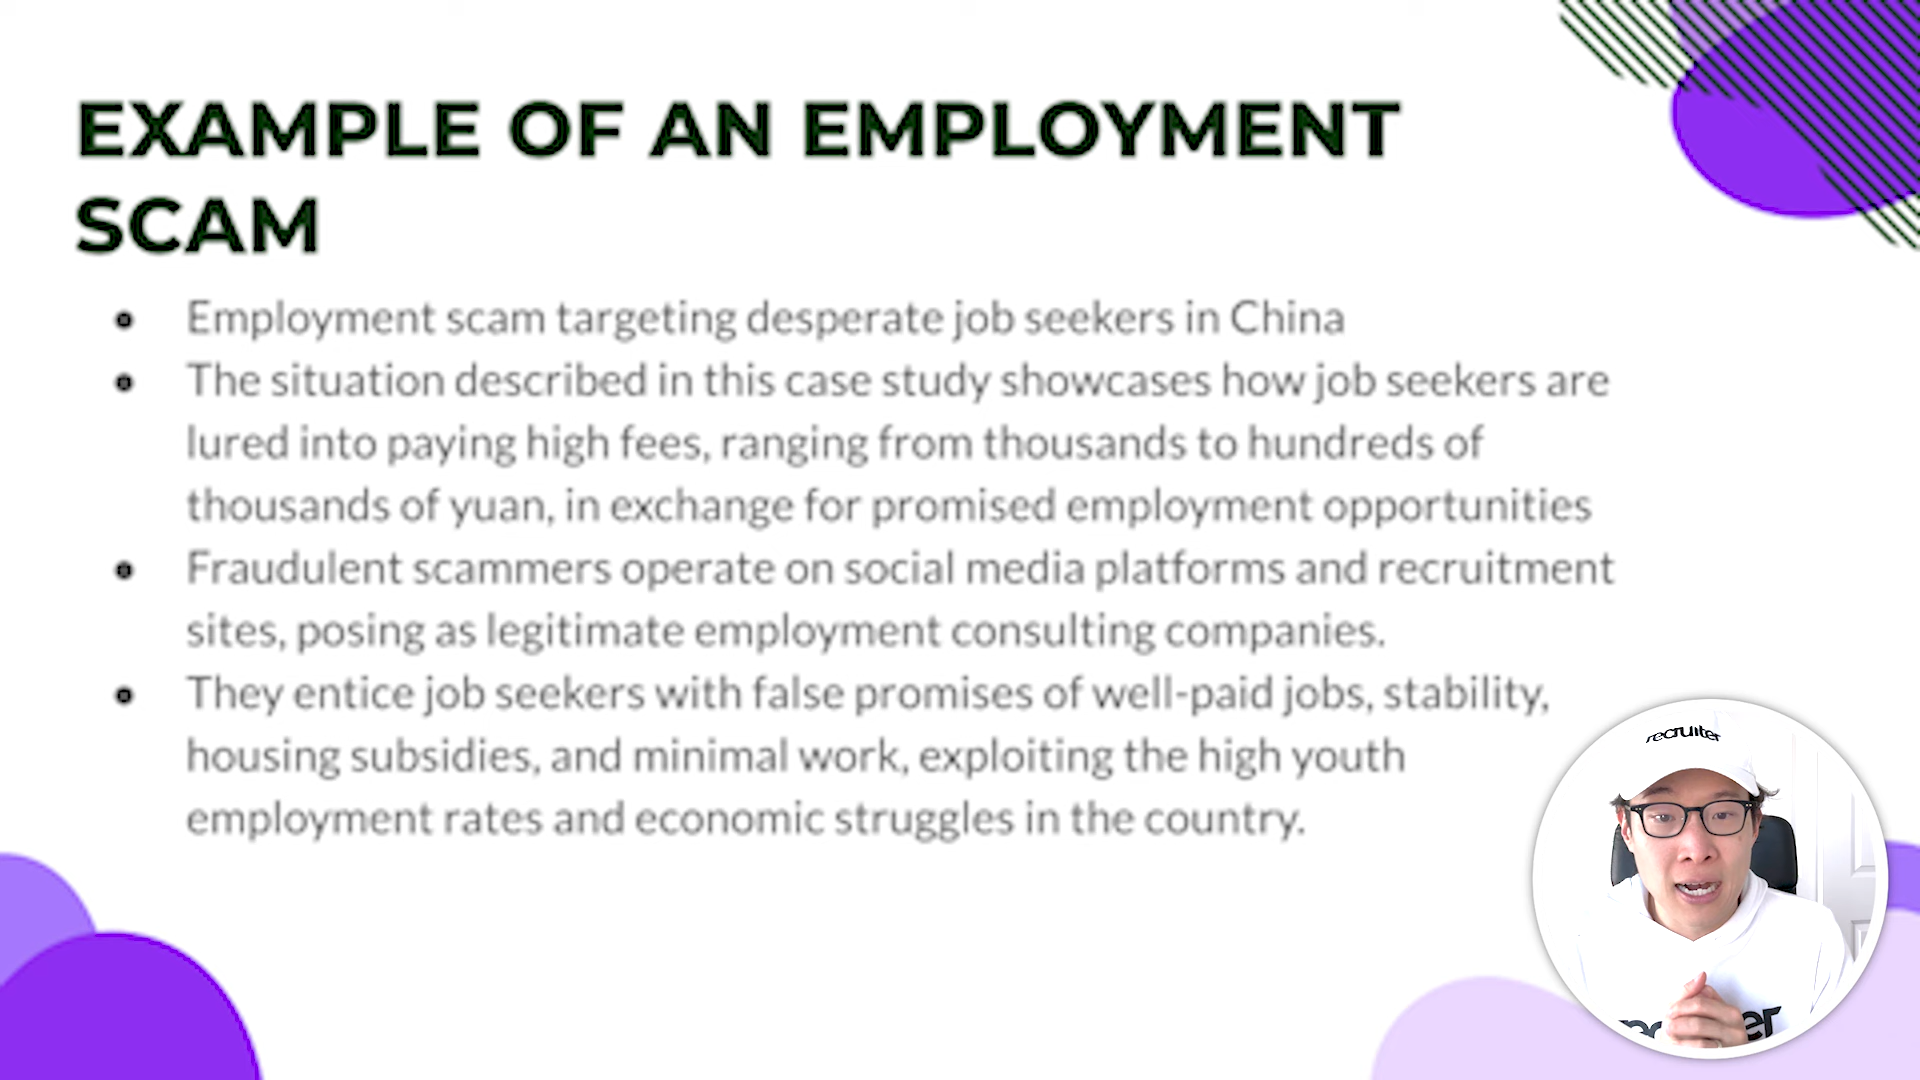 EXAMPLE OF AN EMPLOYMENT
SCAM
• Employment scam targeting desperate job seekers in China
• The situation described in this case study showcases how job seekers are
lured into paying high fees, ranging from thousands to hundreds of
thousands of yuan, in exchange for promised employment opportunities
• Fraudulent scammers operate on social media platforms and recruitment
sites, posing as legitimate employment consulting companies.
• They entice job seekers with false promises of well-paid jobs, stability,
housing subsidies, and minimal work, exploiting the high youth
employment rates and economic struggles in the country.
recruiter